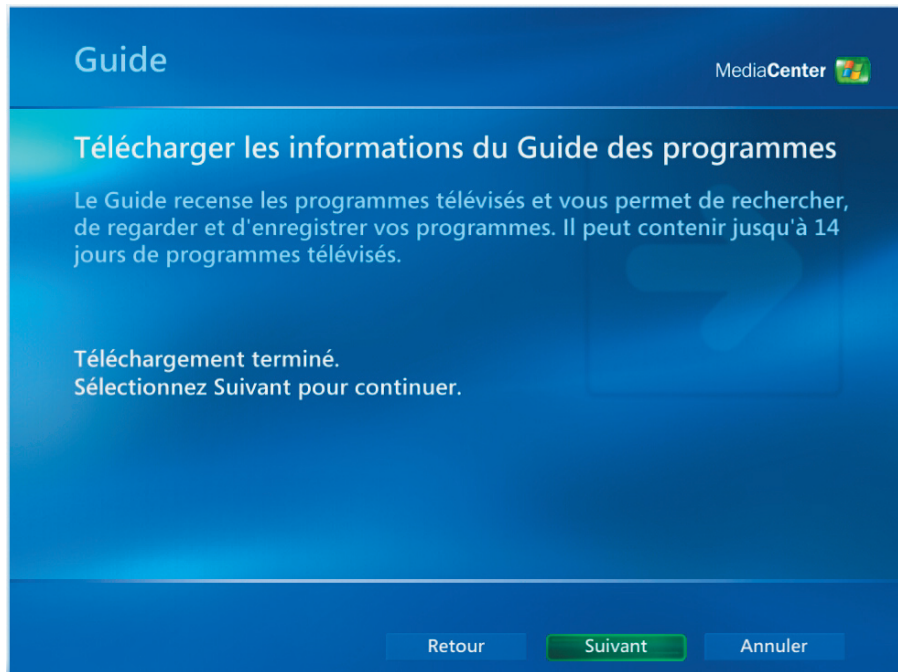 Guide
MediaCenter
Télécharger les informations du Guide des programmes
Le Guide recense les programmes télévisés et vous permet de rechercher,
de regarder et d'enregistrer vos programmes. Il peut contenir jusqu'à 14
jours de programmes télévisés.
Téléchargement terminé.
Sélectionnez Suivant pour continuer.
Retour
Suivant
Annuler